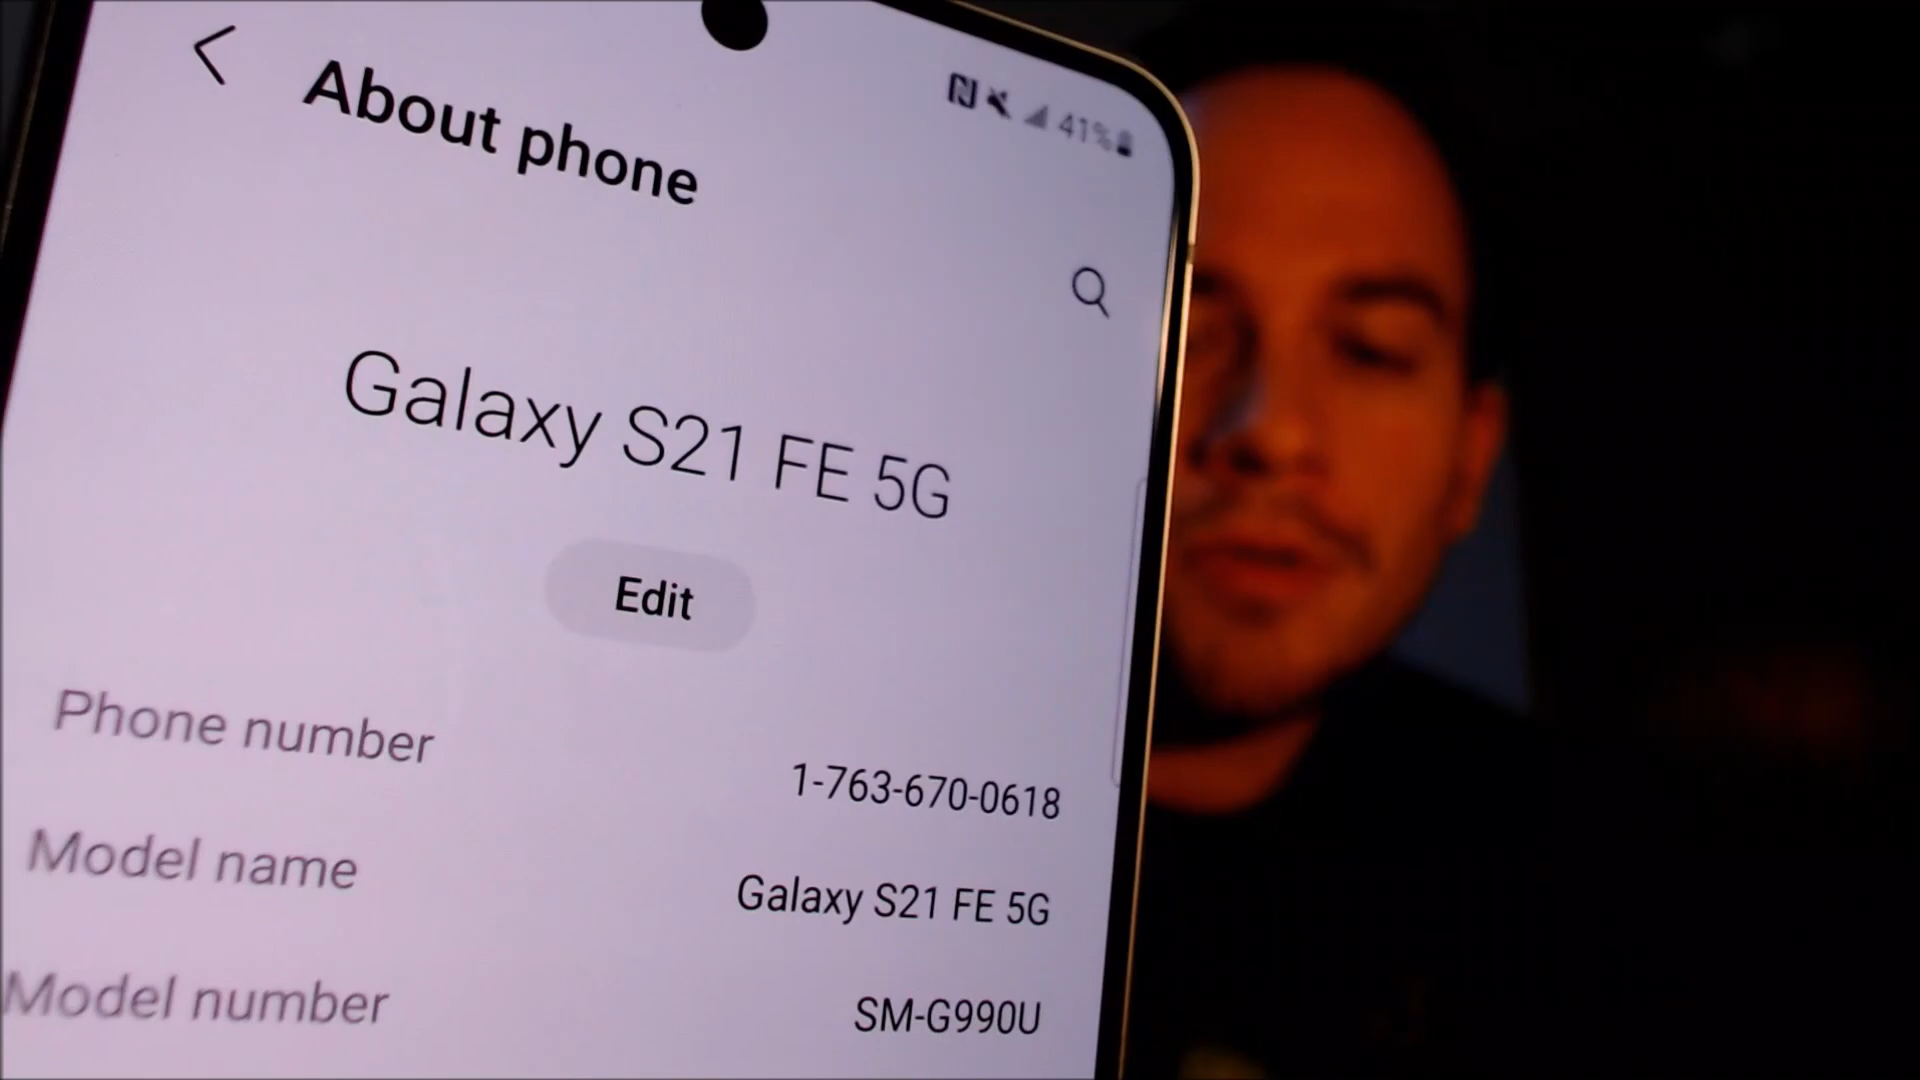 About phone
41%
Galaxy S21 FE 5G
Edit
Phone number
1-763-670-0618
Model name
Galaxy S21 FE 5G
Model number
SM-G990U